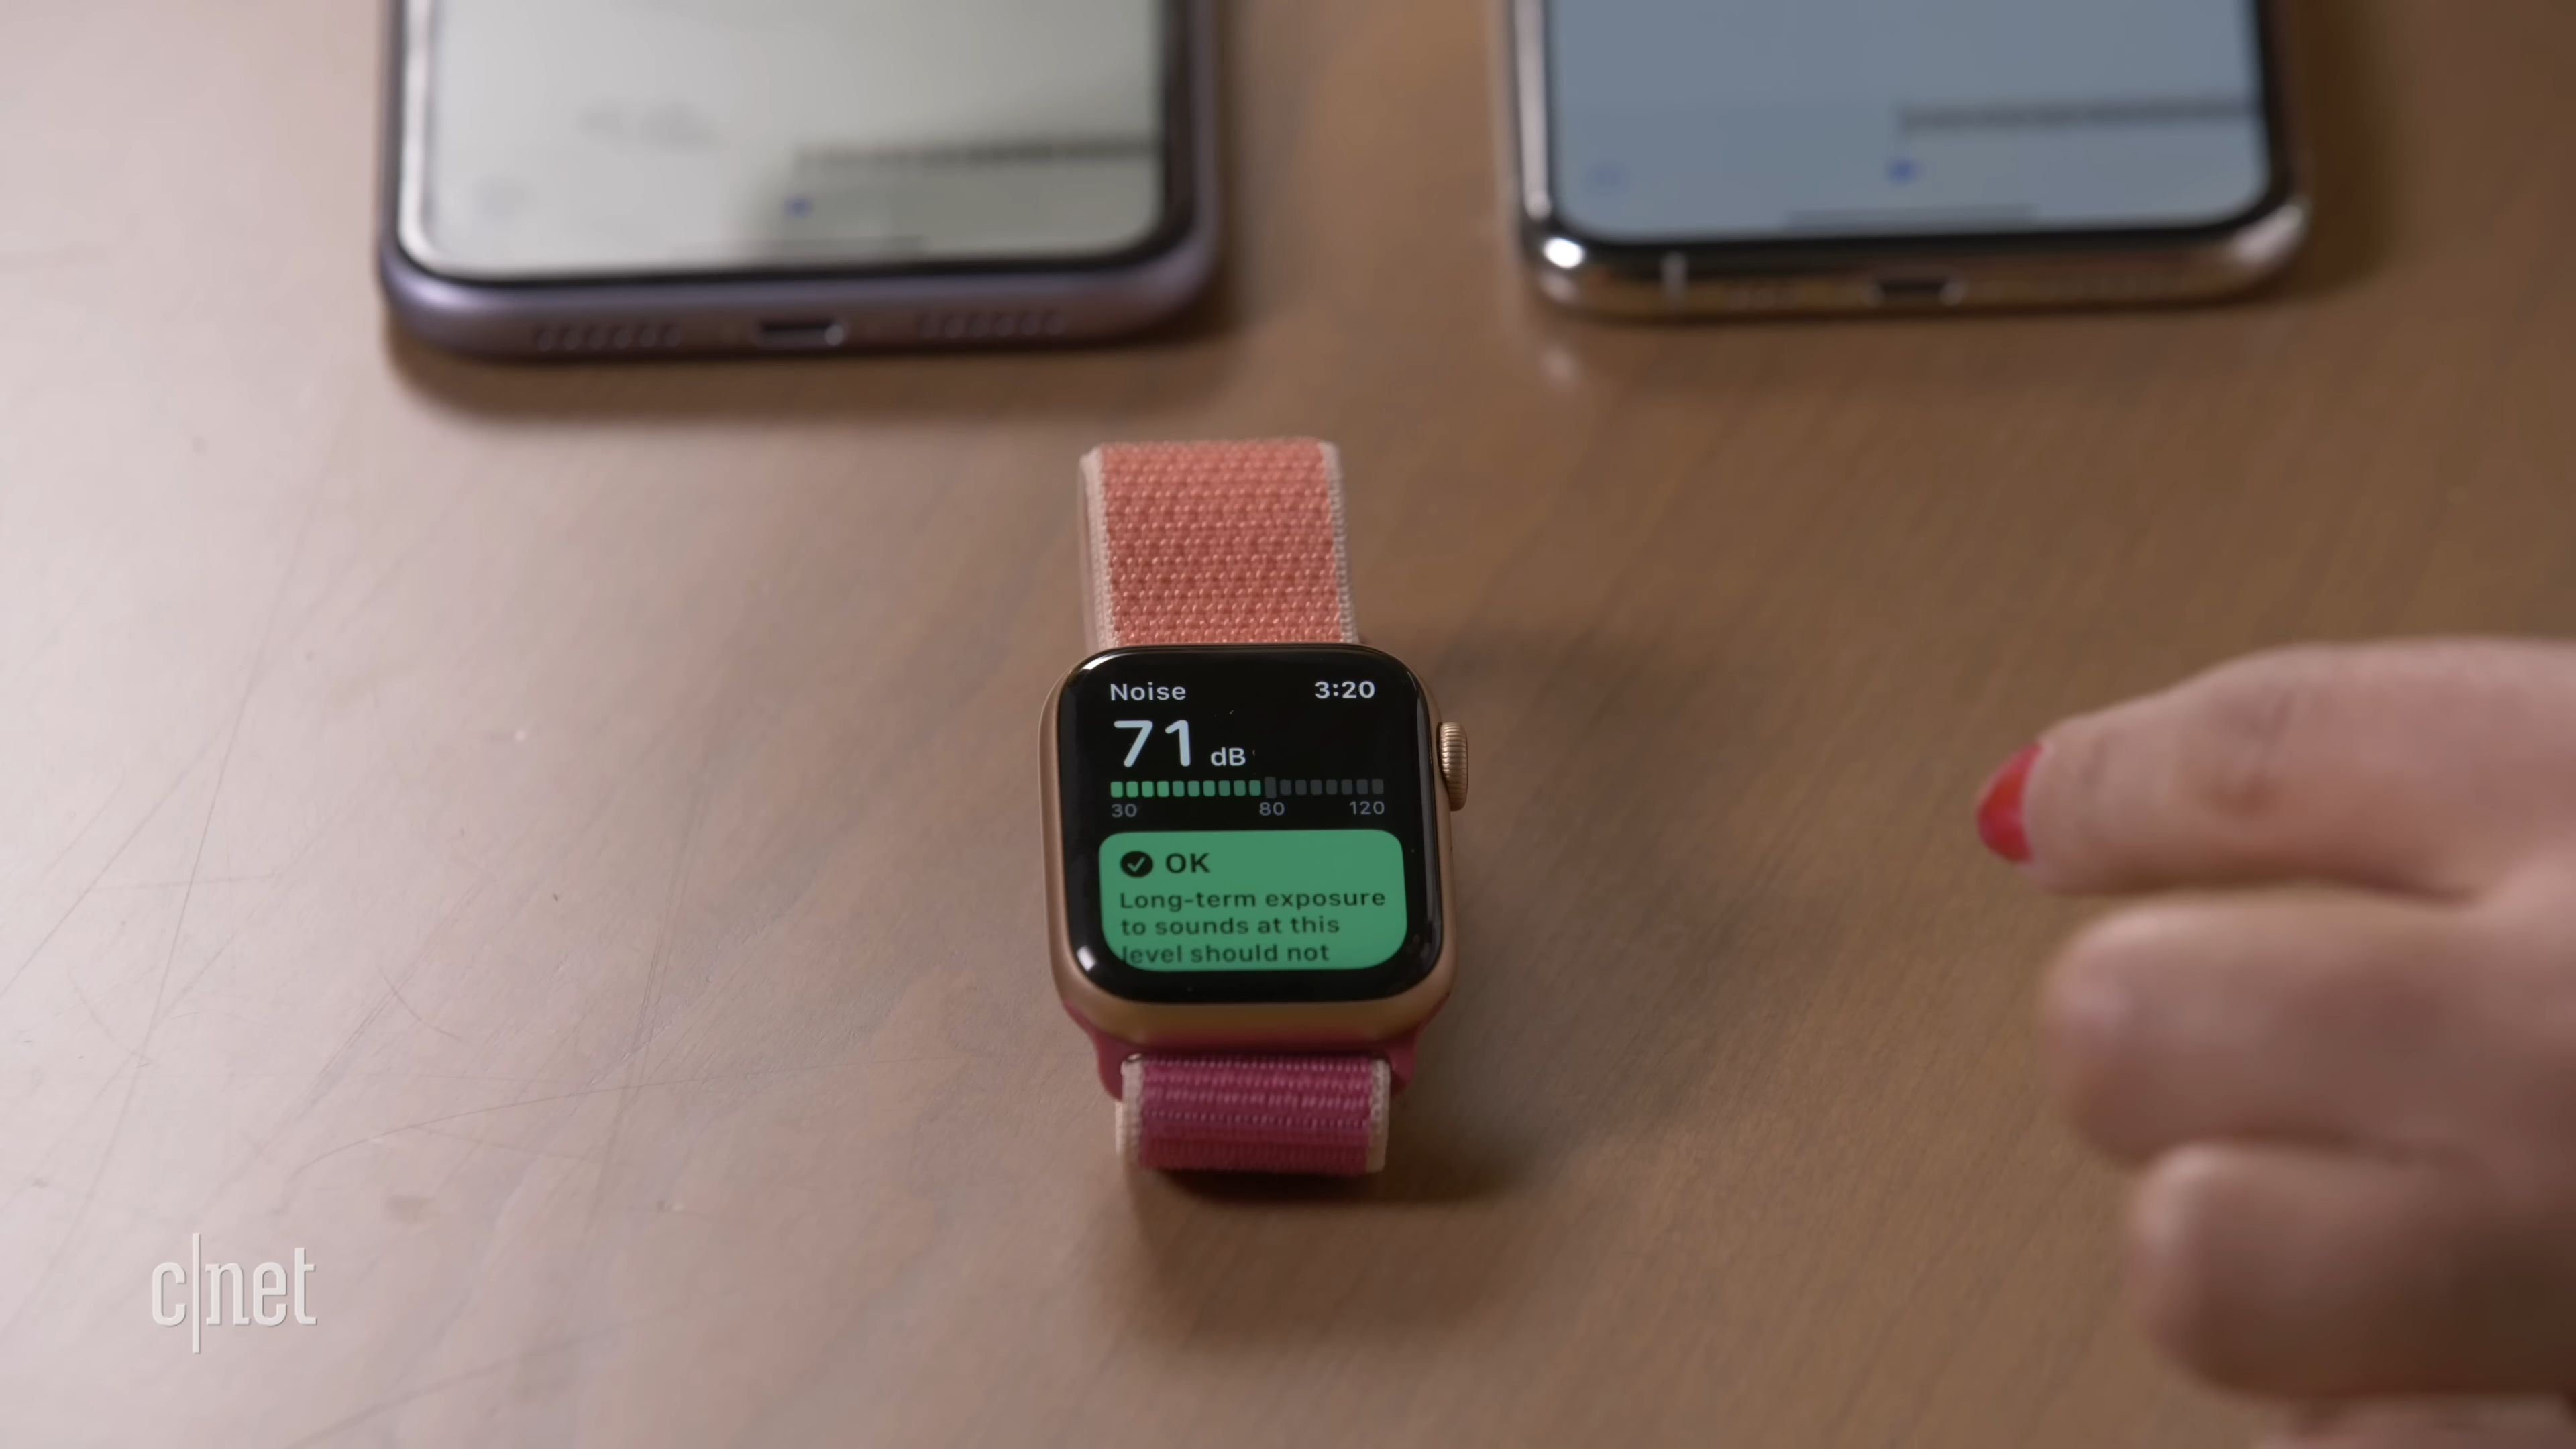 Noise 3:20
71 dB
30 80 120
OK
Long-term exposure
to sounds at this
level should not
c|net